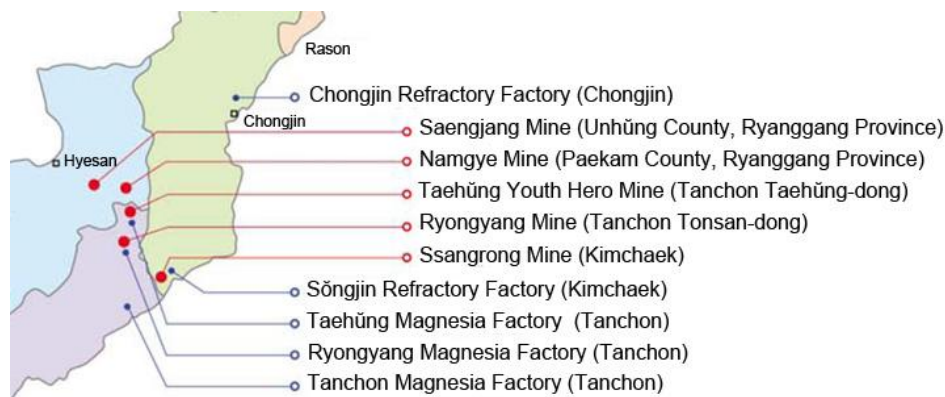 Rason
Chongjin Refractory Factory (Chongjin)
Chongjin
Saengjang Mine (Unhŭng County, Ryanggang Province)
Hyesan
Namgye Mine (Paekam County, Ryanggang Province)
Taehŭng Youth Hero Mine (Tanchon Taehŭng-dong)
Ryongyang Mine (Tanchon Tonsan-dong)
Ssangrong Mine (Kimchaek)
Sŏngjin Refractory Factory (Kimchaek)
Taehŭng Magnesia Factory (Tanchon)
Ryongyang Magnesia Factory (Tanchon)
Tanchon Magnesia Factory (Tanchon)